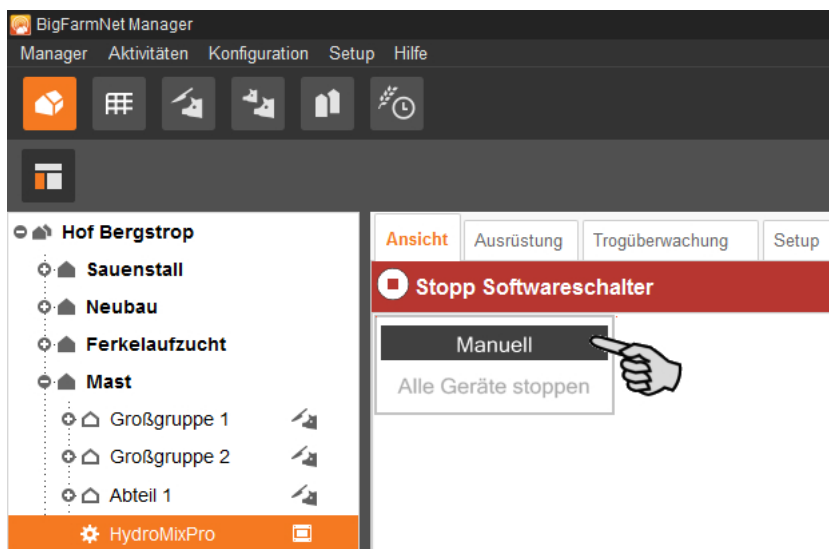 BigFarmNet Manager
Manager Aktivitäten Konfiguration Setup Hilfe
Hof Bergstrop
Sauenstall
Neubau
Ferkelaufzucht
Mast
Großgruppe 1
Großgruppe 2
Abteil 1
HydroMixPro
Ansicht Ausrüstung Trogüberwachung Setup
Stopp Softwareschalter
Manuell
Alle Geräte stoppen